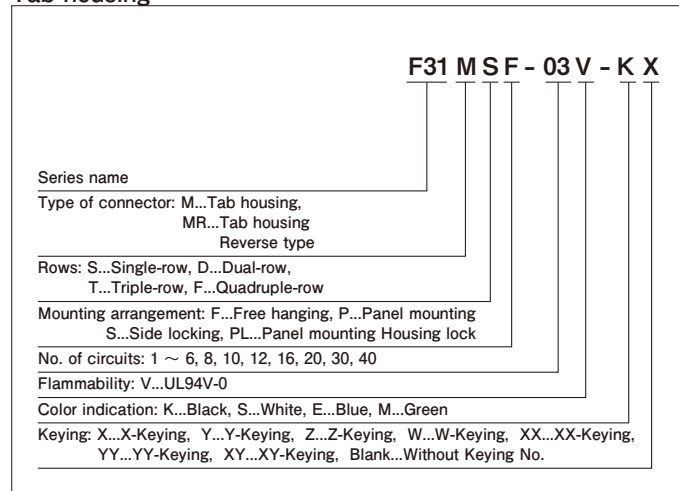 Tab housing
F31 M S F - 03 V - K X
Series name
Type of connector: M...Tab housing,
MR...Tab housing
Reverse type
Rows: S...Single-row, D...Dual-row,
T...Triple-row, F...Quadruple-row
Mounting arrangement: F...Free hanging, P...Panel mounting
S...Side locking, PL...Panel mounting Housing lock
No. of circuits: 1 ~ 6, 8, 10, 12, 16, 20, 30, 40
Flammability: V...UL94V-0
Color indication: K...Black, S...White, E...Blue, M...Green
Keying: X...X-Keying, Y...Y-Keying, Z...Z-Keying, W...W-Keying, XX...XX-Keying,
YY...YY-Keying, XY...XY-Keying, Blank...Without Keying No.